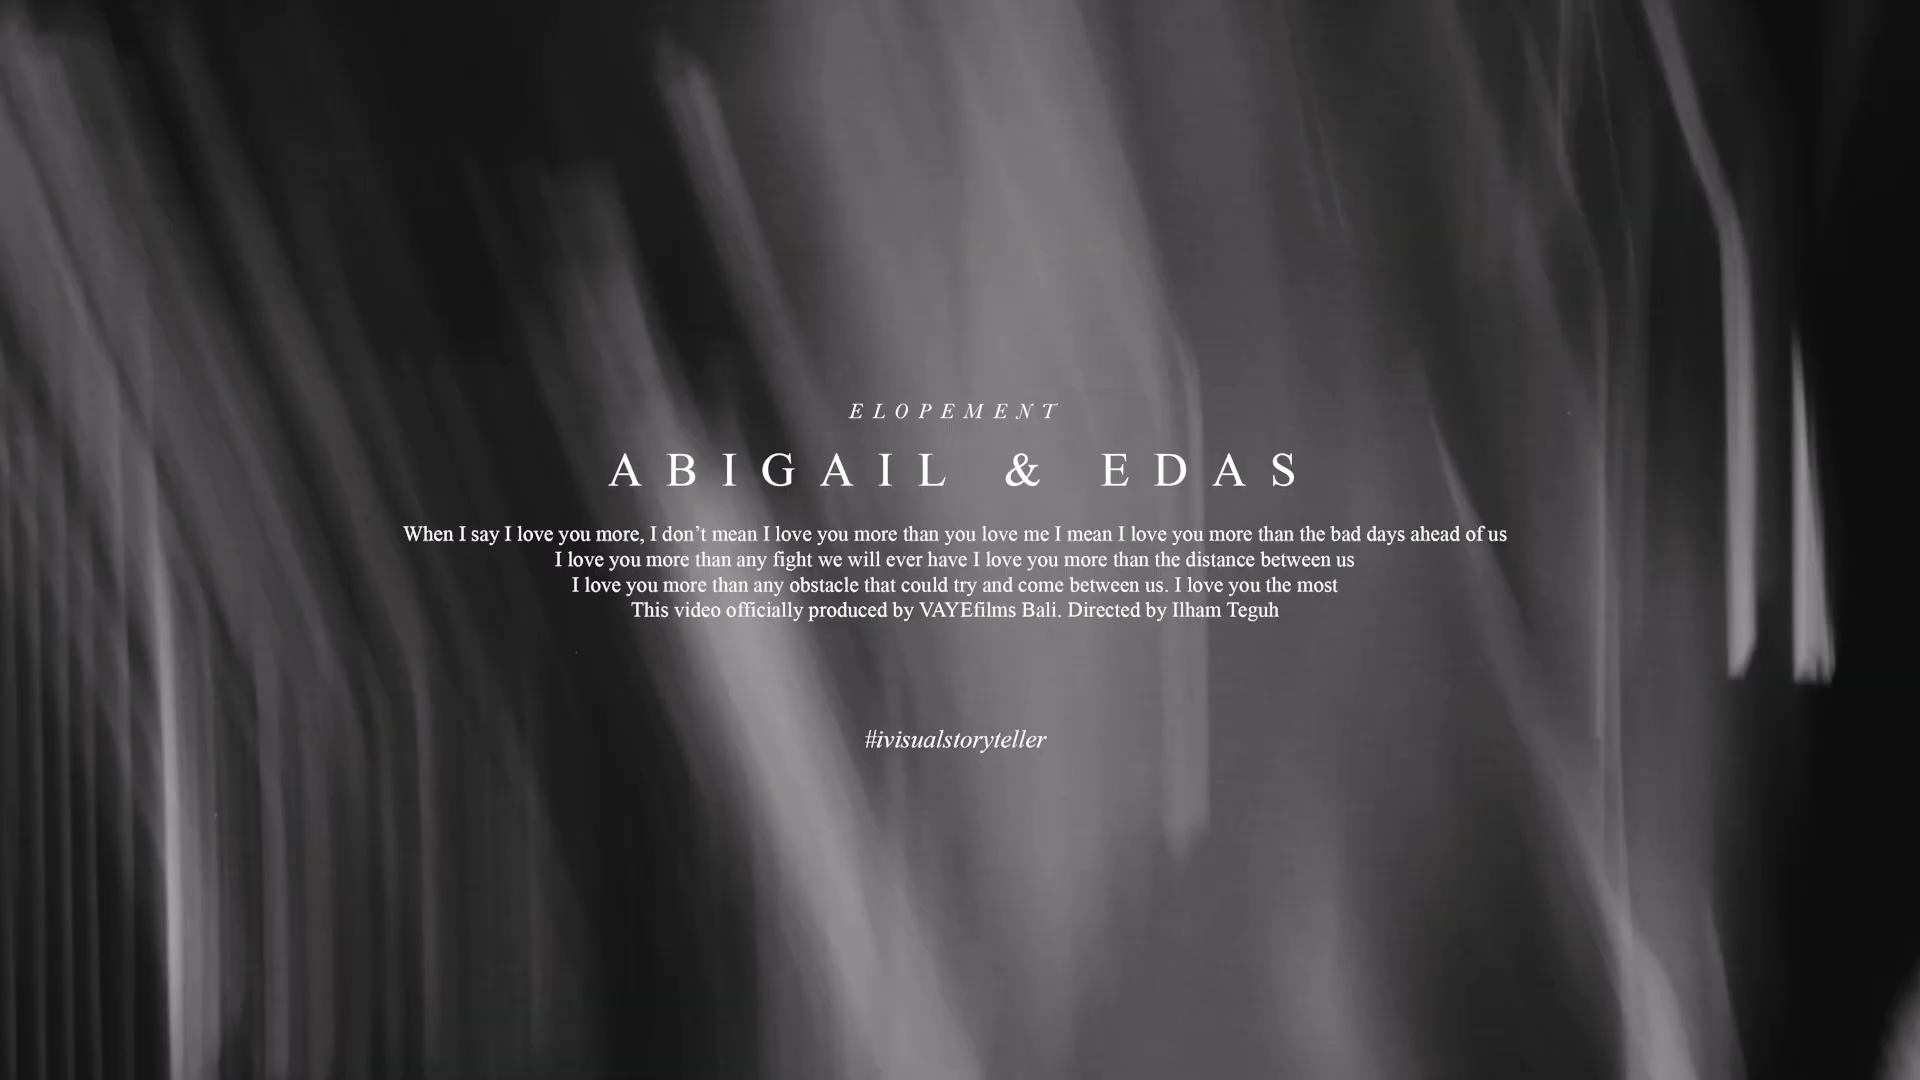 ELOPEMENT
ABIGAIL & EDAS
When I say I love you more, I don’t mean I love you more than you love me I mean I love you more than the bad days ahead of us
I love you more than any fight we will ever have I love you more than the distance between us
I love you more than any obstacle that could try and come between us. I love you the most
This video officially produced by VAYEfilms Bali. Directed by Ilham Teguh
#ivisualstoryteller